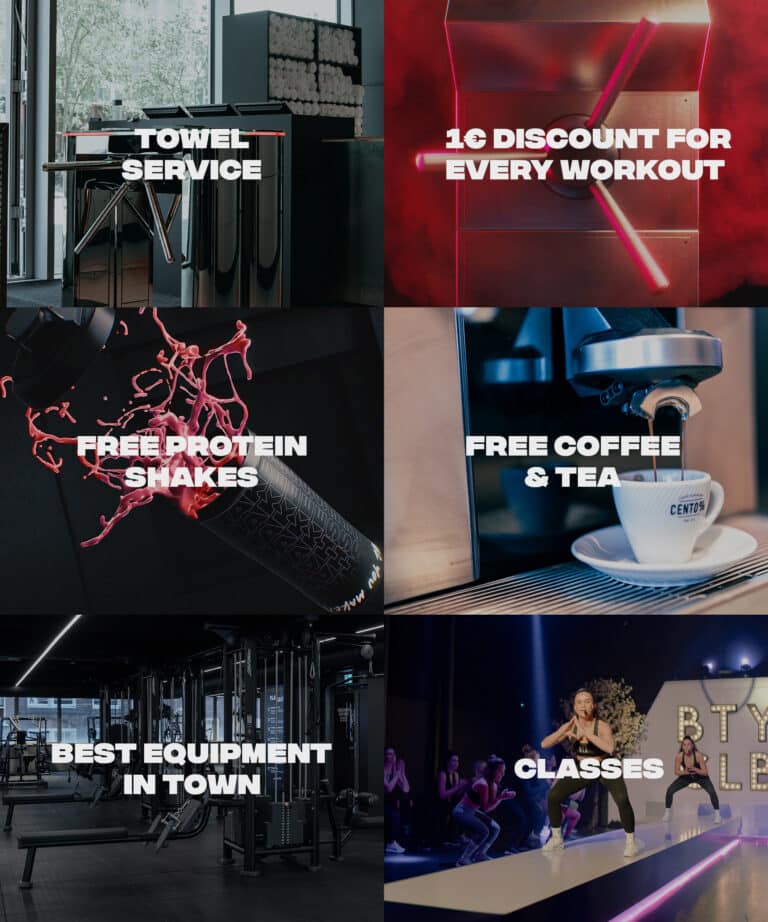 TOWEL
SERVICE
1€ DISCOUNT FOR
EVERY WORKOUT
FREE PROTEIN
SHAKES
FREE COFFEE
& TEA
CENTO%
BEST EQUIPMENT
IN TOWN
CLASSES
BTY
CLB